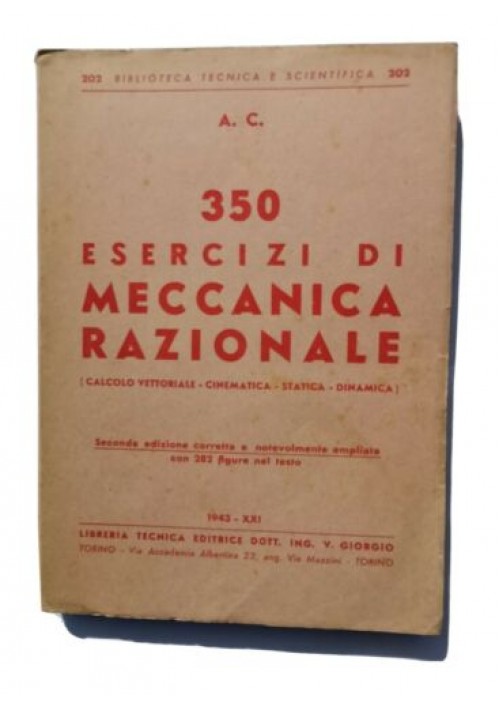 202 BIBLIOTECA TECNICA E SCIENTIFICA 202
A. C.
350
ESERCIZI DI
MECCANICA
RAZIONALE
( CALCOLO VETTORIALE - CINEMATICA - STATICA - DINAMICA )
Seconda edizione corretta e notevolmente ampliata
con 282 figure nel testo
1943 - XXI
LIBRERIA TECNICA EDITRICE DOTT. ING. V. GIORGIO
TORINO - Via Accademia Albertina 22, ang. Via Mazzini - TORINO